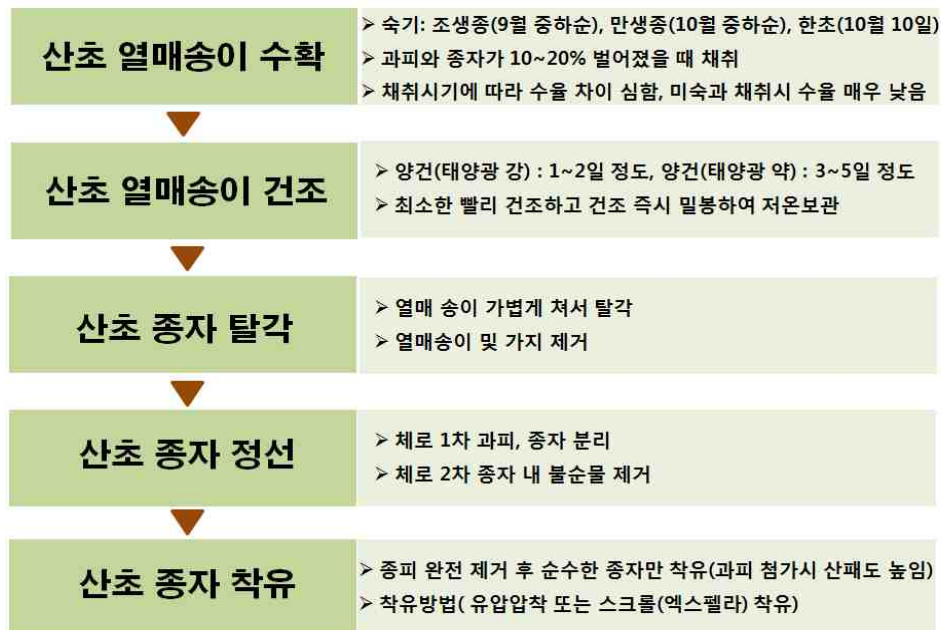 산초 열매송이 수확
➢ 숙기: 조생종(9월 중하순), 만생종(10월 중하순), 한초(10월 10일)
➢ 과피와 종자가 10~20% 벌어졌을 때 채취
➢ 채취시기에 따라 수율 차이 심함, 미숙과 채취시 수율 매우 낮음
산초 열매송이 건조
➢ 양건(태양광 강) : 1~2일 정도, 양건(태양광 약) : 3~5일 정도
➢ 최소한 빨리 건조하고 건조 즉시 밀봉하여 저온보관
산초 종자 탈각
➢ 열매 송이 가볍게 쳐서 탈각
➢ 열매송이 및 가지 제거
산초 종자 정선
➢ 체로 1차 과피, 종자 분리
➢ 체로 2차 종자 내 불순물 제거
산초 종자 착유
➢ 종피 완전 제거 후 순수한 종자만 착유(과피 첨가시 산패도 높임)
➢ 착유방법( 유압압착 또는 스크롤(엑스펠라) 착유)